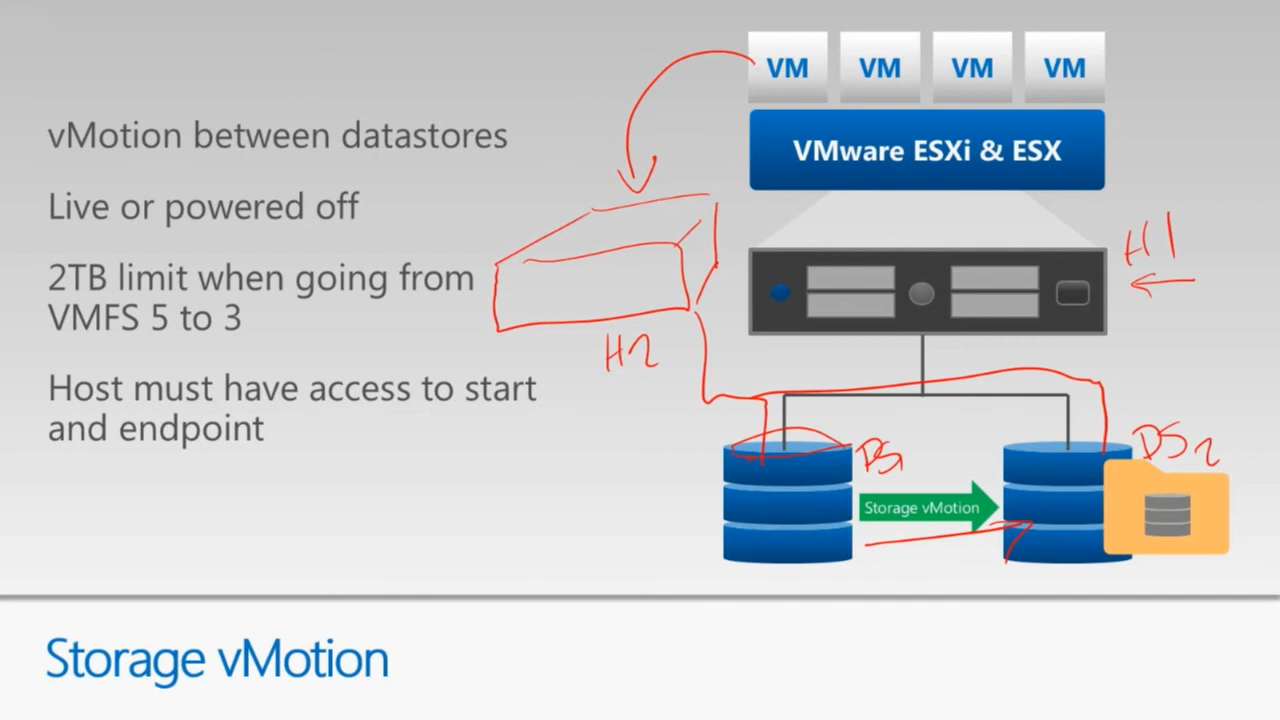 VM VM VM VM
VMware ESXi & ESX
vMotion between datastores
Live or powered off
2TB limit when going from
VMFS 5 to 3
Host must have access to start
and endpoint
H1
H2
DS1
DS2
Storage vMotion
Storage vMotion